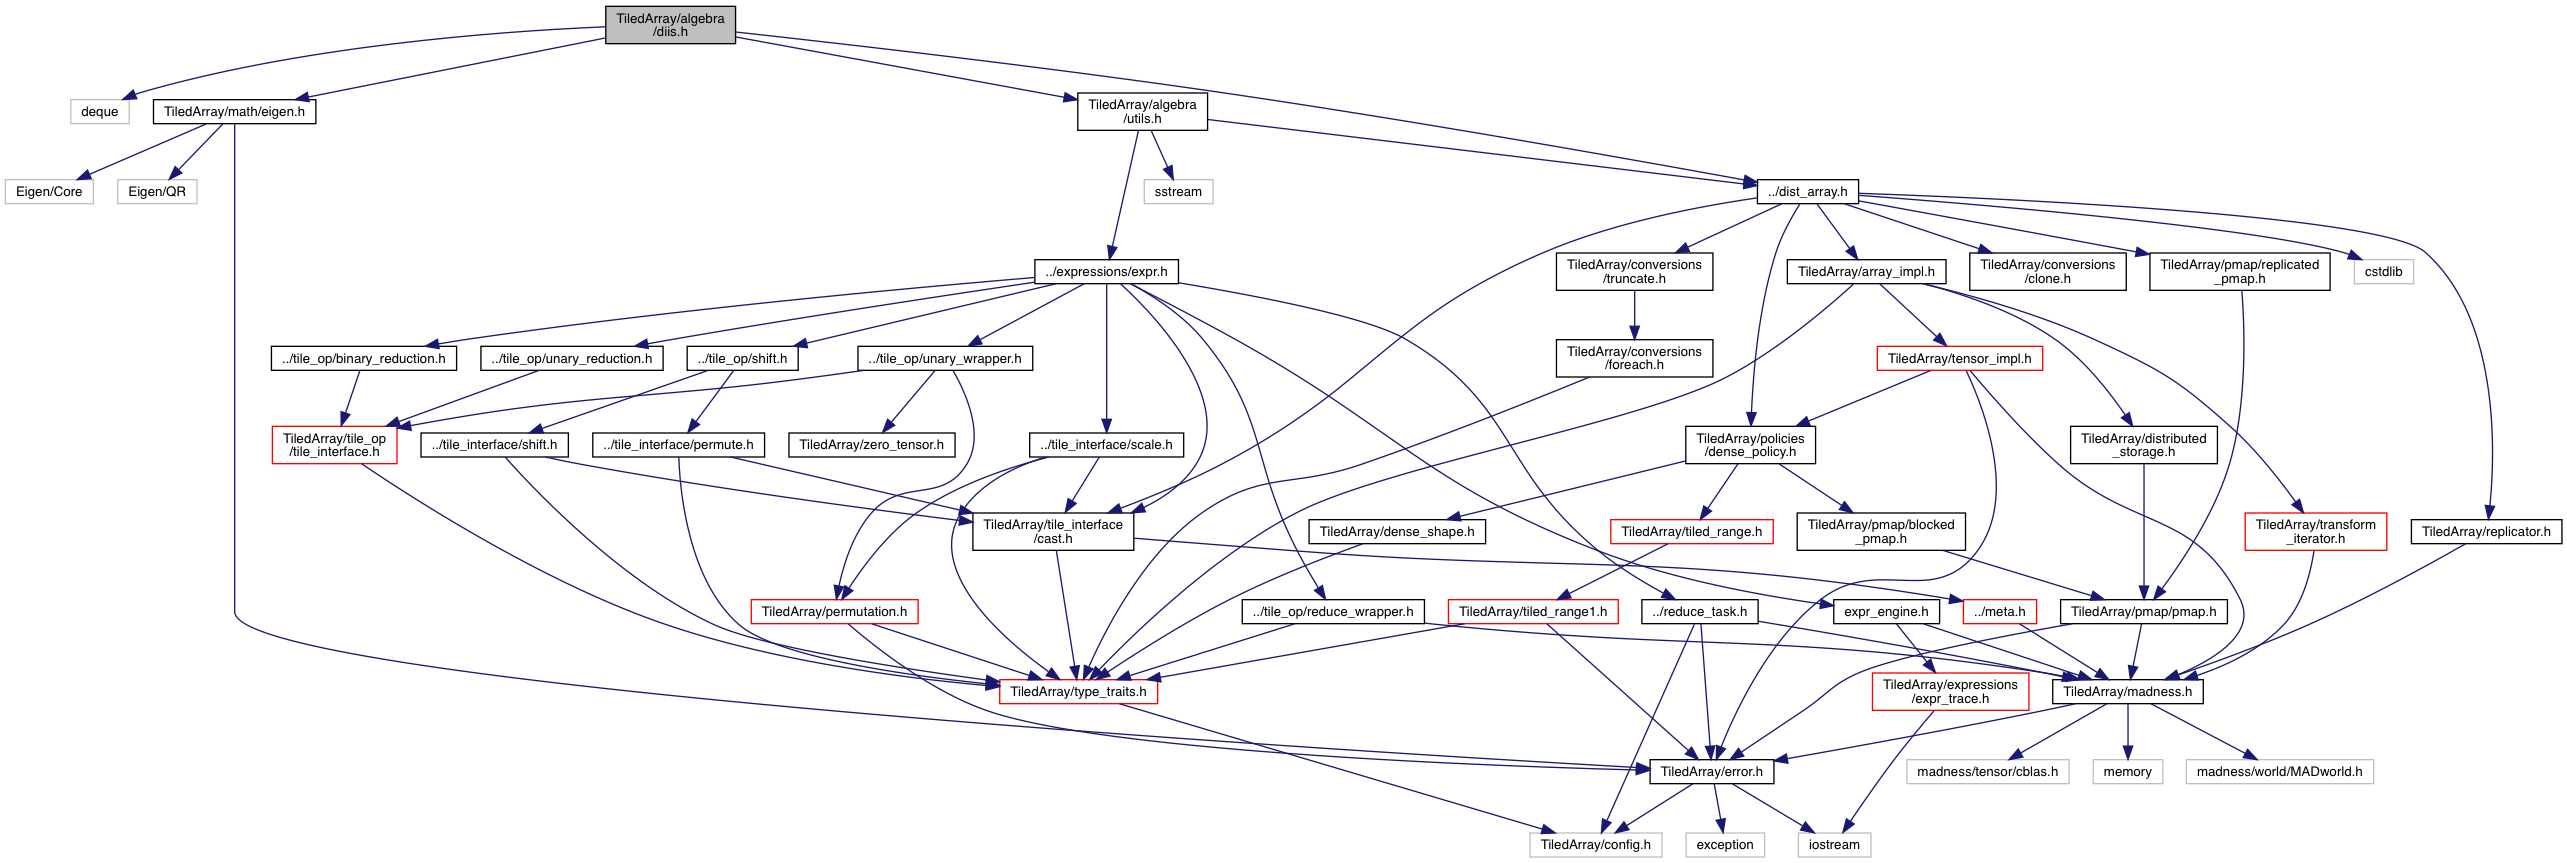 TiledArray/algebra
/diis.h
deque
TiledArray/math/eigen.h
TiledArray/algebra
/utils.h
Eigen/Core
Eigen/QR
sstream
../dist_array.h
../expressions/expr.h
TiledArray/conversions
/truncate.h
TiledArray/array_impl.h
TiledArray/conversions
/clone.h
TiledArray/pmap/replicated
_pmap.h
cstdlib
../tile_op/binary_reduction.h
../tile_op/unary_reduction.h
../tile_op/shift.h
../tile_op/unary_wrapper.h
TiledArray/conversions
/foreach.h
TiledArray/tensor_impl.h
TiledArray/tile_op
/tile_interface.h
../tile_interface/shift.h
../tile_interface/permute.h
TiledArray/zero_tensor.h
../tile_interface/scale.h
TiledArray/policies
/dense_policy.h
TiledArray/distributed
_storage.h
TiledArray/tile_interface
/cast.h
TiledArray/dense_shape.h
TiledArray/tiled_range.h
TiledArray/pmap/blocked
_pmap.h
TiledArray/transform
_iterator.h
TiledArray/replicator.h
TiledArray/permutation.h
../tile_op/reduce_wrapper.h
TiledArray/tiled_range1.h
../reduce_task.h
expr_engine.h
../meta.h
TiledArray/pmap/pmap.h
TiledArray/type_traits.h
TiledArray/expressions
/expr_trace.h
TiledArray/madness.h
TiledArray/error.h
madness/tensor/cblas.h
memory
madness/world/MADworld.h
TiledArray/config.h
exception
iostream